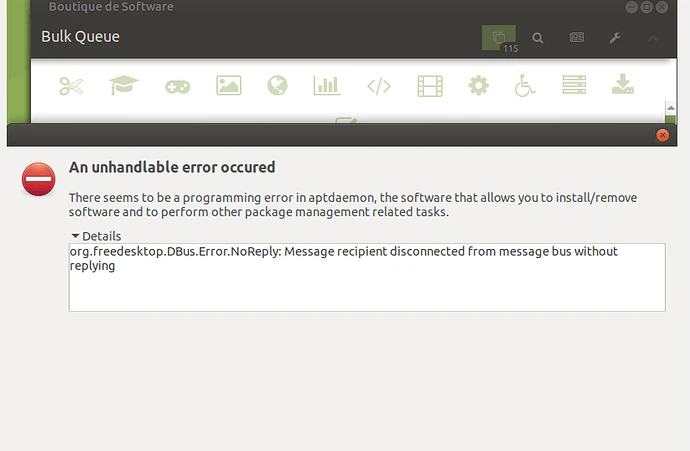 Boutique de Software
Bulk Queue
115
An unhandlable error occured
There seems to be a programming error in aptdaemon, the software that allows you to install/remove
software and to perform other package management related tasks.
Details
org.freedesktop.DBus.Error.NoReply: Message recipient disconnected from message bus without
replying